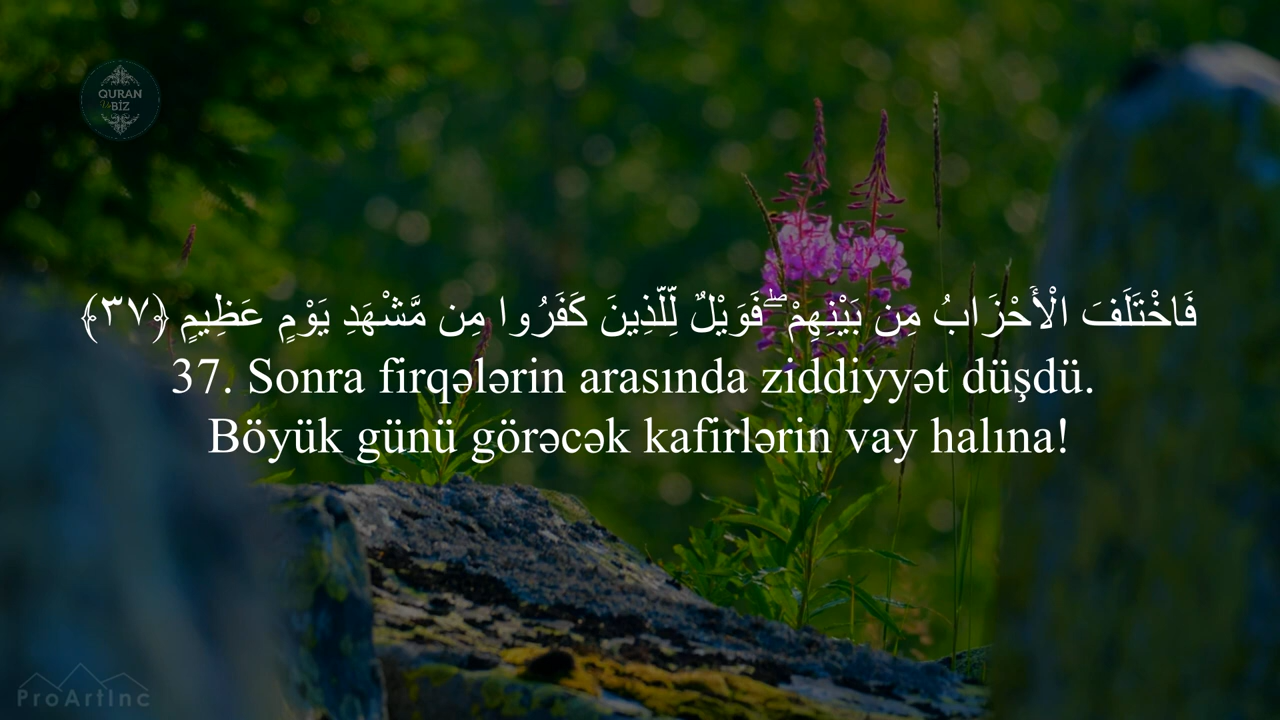 QURAN
Və BİZ
فَاخْتَلَفَ الْأَحْزَابُ مِن بَيْنِهِمْ ۖ فَوَيْلٌ لِّلَّذِينَ كَفَرُوا مِن مَّشْهَدِ يَوْمٍ عَظِيمٍ ﴿٣٧﴾
37. Sonra firqələrin arasında ziddiyyət düşdü.
Böyük günü görəcək kafirlərin vay halına!
ProArtInc